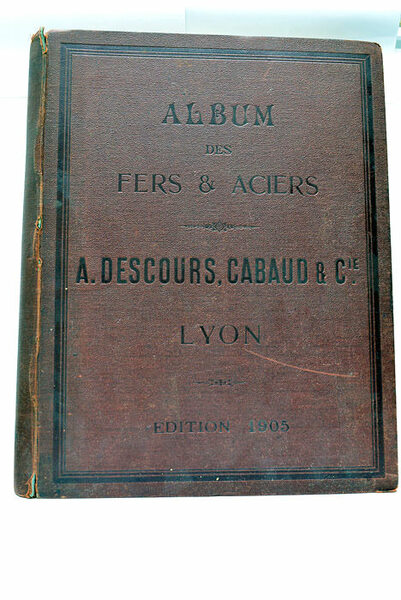 ALBUM
DES
FERS & ACIERS
A. DESCOURS, CABAUD & CIE.
LYON
EDITION 1905